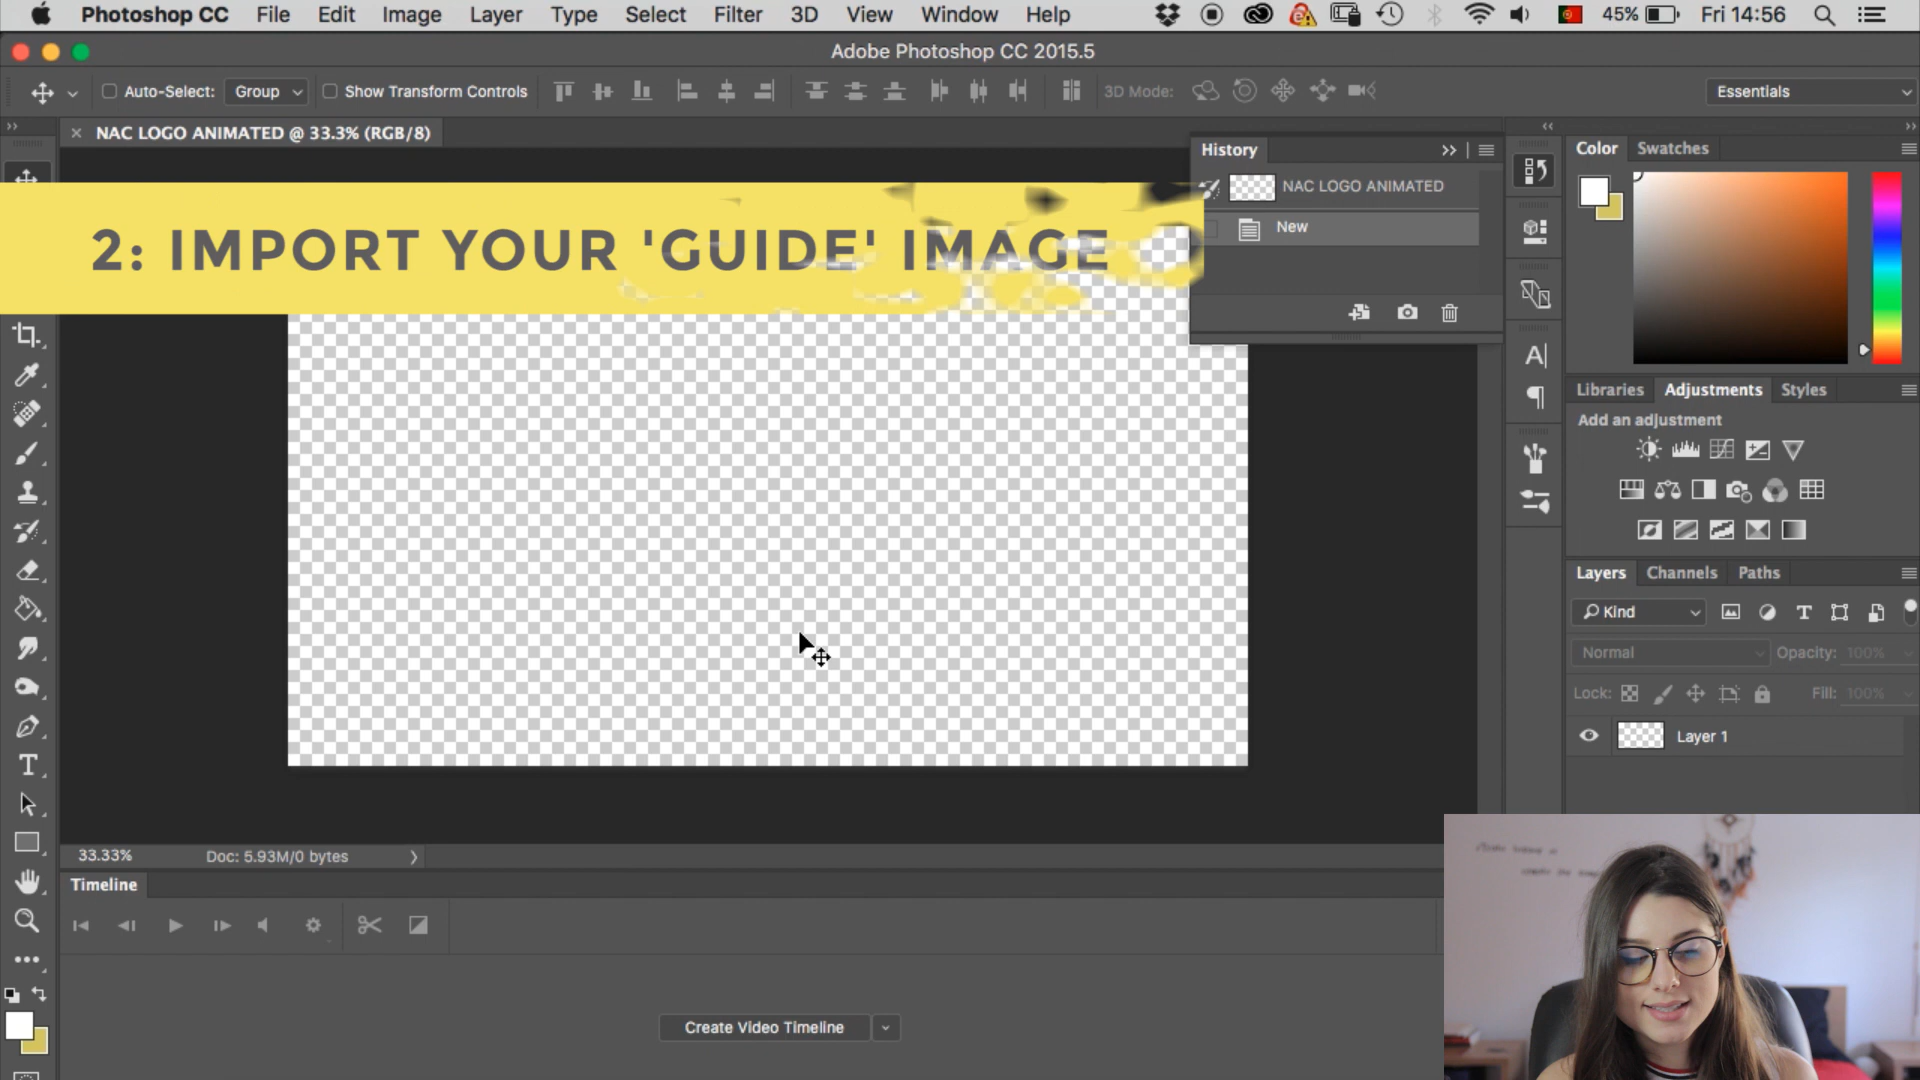 Photoshop CC File Edit Image Layer Type Select Filter 3D View Window Help 45% Fri 14:56
Adobe Photoshop CC 2015.5
Auto-Select: Group Show Transform Controls 3D Mode: Essentials
NAC LOGO ANIMATED @ 33.3% (RGB/8)
History
NAC LOGO ANIMATED
New
2: IMPORT YOUR 'GUIDE' IMAGE
Color Swatches
Libraries Adjustments Styles
Add an adjustment
Layers Channels Paths
Kind
Normal Opacity: 100%
Lock: Fill: 100%
Layer 1
33.33% Doc: 5.93M/0 bytes
Timeline
Create Video Timeline